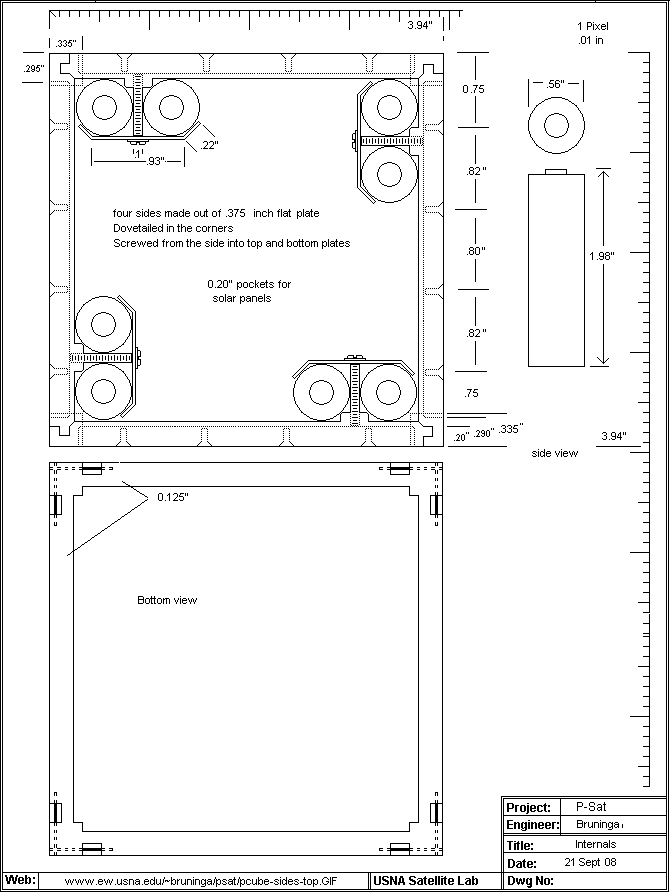 3.94"
1 Pixel
.01 in
.335"
.295"
0.75
.56"
.22"
.1
.93"
.82"
four sides made out of .375 inch flat plate
Dovetailed in the corners
Screwed from the side into top and bottom plates
.80"
1.98"
0.20" pockets for
solar panels
.82"
.75
.20" .290" .335"
3.94"
side view
0.125"
Bottom view
Project: P-Sat
Engineer: Bruninga
Title: Internals
Date: 21 Sept 08
Web: www.ew.usna.edu/~bruninga/psat/pcube-sides-top.GIF
USNA Satellite Lab
Dwg No: